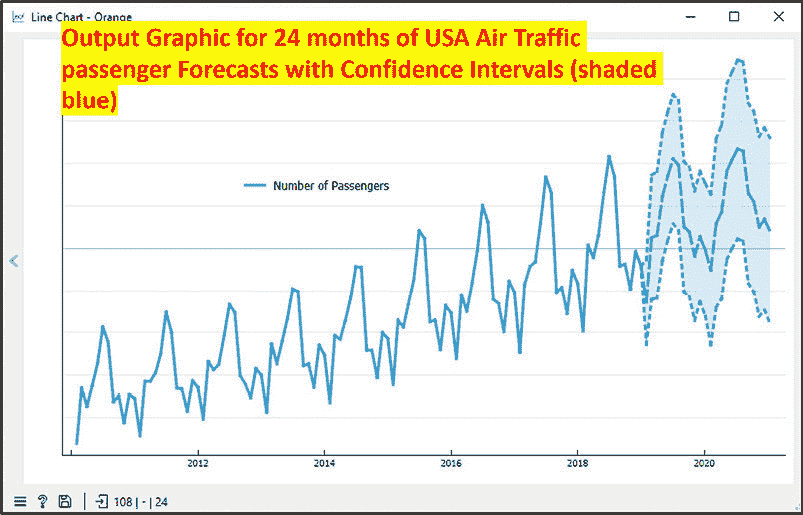 Line Chart - Orange
Output Graphic for 24 months of USA Air Traffic
passenger Forecasts with Confidence Intervals (shaded
blue)
Number of Passengers
2012 2014 2016 2018 2020
? 108 | - | 24